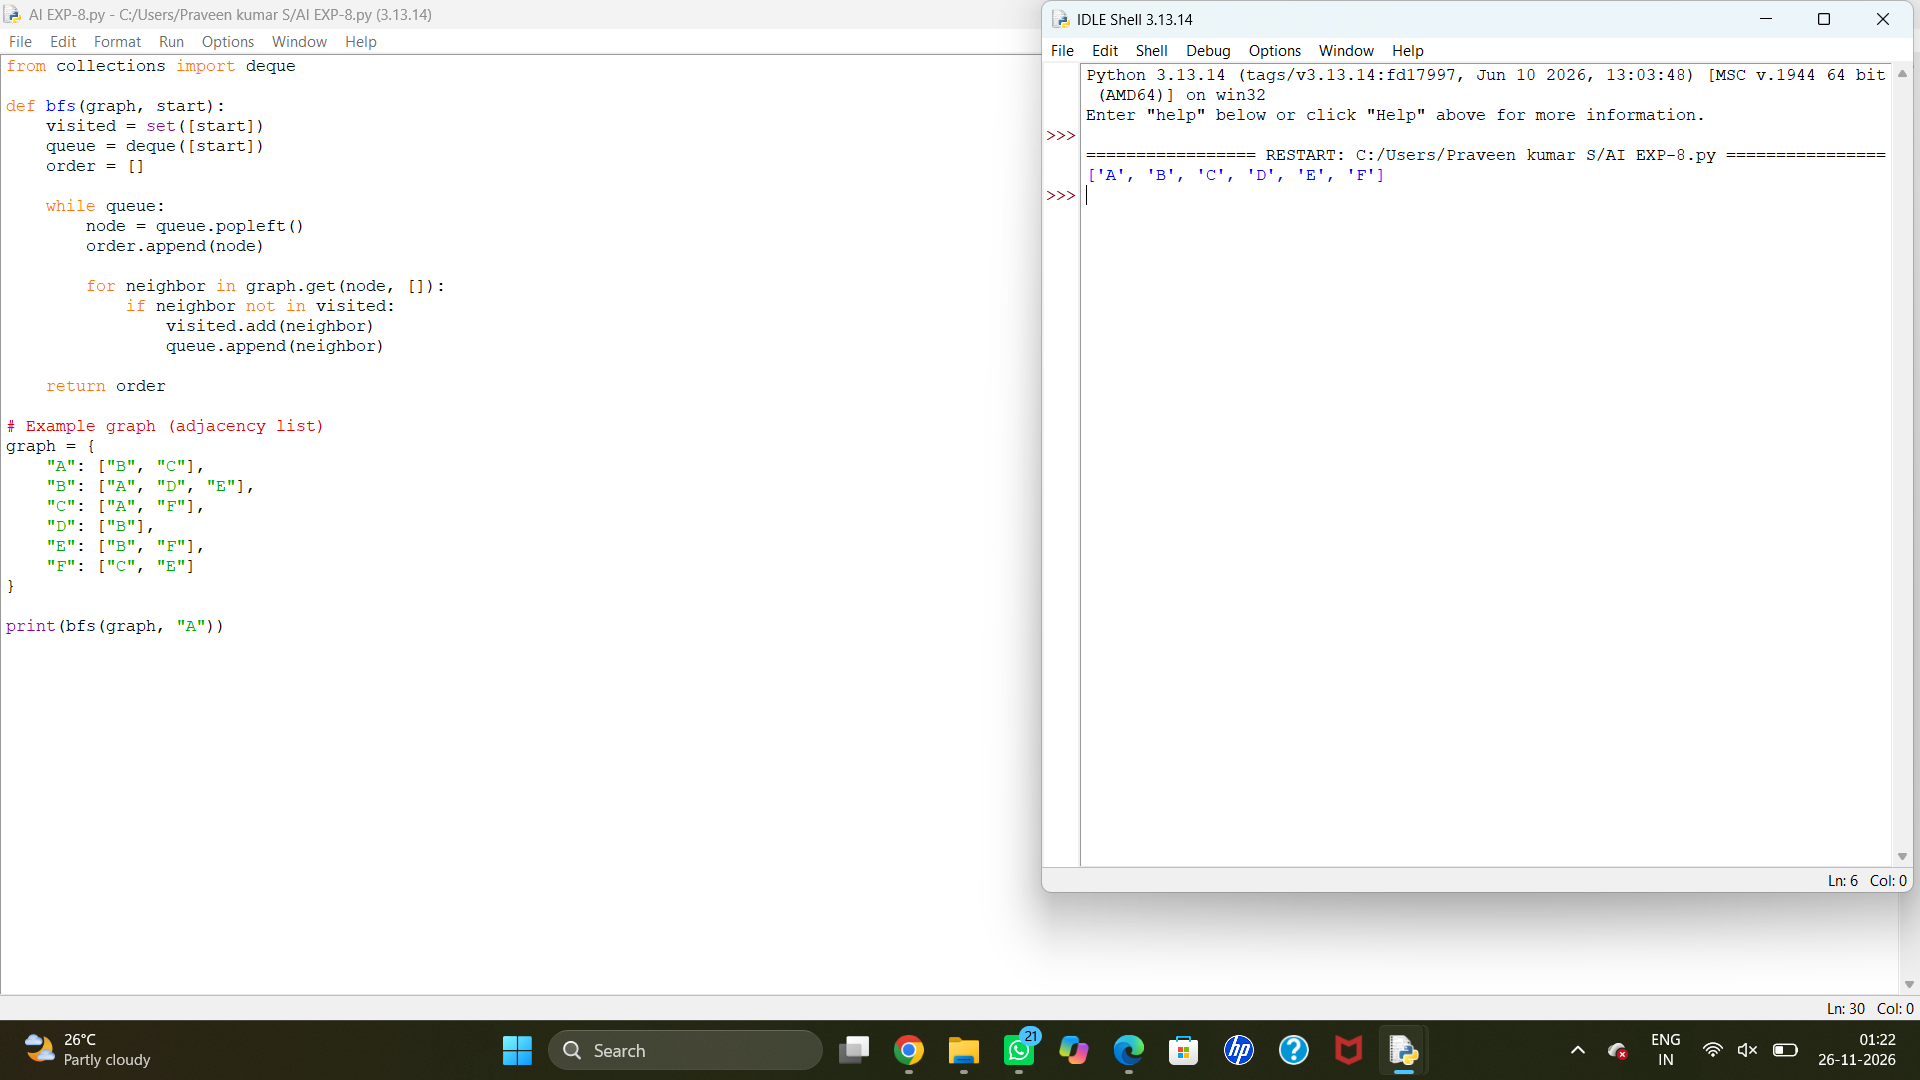 AI EXP-8.py - C:/Users/Praveen kumar S/AI EXP-8.py (3.13.14)
File Edit Format Run Options Window Help
from collections import deque
def bfs(graph, start):
    visited = set([start])
    queue = deque([start])
    order = []
    while queue:
        node = queue.popleft()
        order.append(node)
        for neighbor in graph.get(node, []):
            if neighbor not in visited:
                visited.add(neighbor)
                queue.append(neighbor)
    return order
# Example graph (adjacency list)
graph = {
    "A": ["B", "C"],
    "B": ["A", "D", "E"],
    "C": ["A", "F"],
    "D": ["B"],
    "E": ["B", "F"],
    "F": ["C", "E"]
}
print(bfs(graph, "A"))
Ln: 30 Col: 0
IDLE Shell 3.13.14
File Edit Shell Debug Options Window Help
Python 3.13.14 (tags/v3.13.14:fd17997, Jun 10 2026, 13:03:48) [MSC v.1944 64 bit
 (AMD64)] on win32
Enter "help" below or click "Help" above for more information.
>>>
================= RESTART: C:/Users/Praveen kumar S/AI EXP-8.py ================
['A', 'B', 'C', 'D', 'E', 'F']
>>>
Ln: 6 Col: 0
26°C
Partly cloudy
Search
21
hp
?
ENG
IN
01:22
26-11-2026